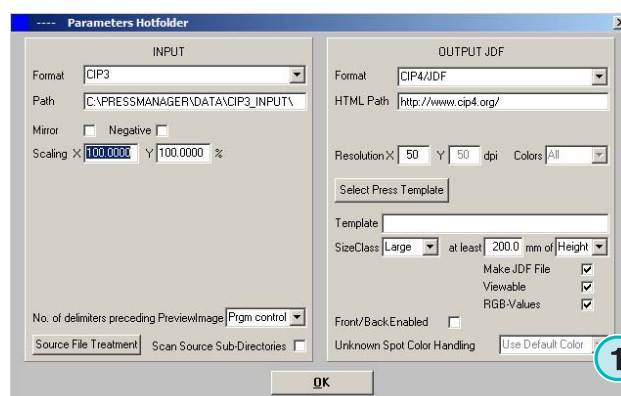 ---- Parameters Hotfolder
INPUT
Format CIP3
Path C:\PRESSMANAGER\DATA\CIP3_INPUT\
Mirror Negative
Scaling X 100.0000 Y 100.0000 %
No. of delimiters preceding PreviewImage Prgm control
Source File Treatment Scan Source Sub-Directories
OUTPUT JDF
Format CIP4/JDF
HTML Path http://www.cip4.org/
Resolution X 50 Y 50 dpi Colors All
Select Press Template
Template
SizeClass Large at least 200.0 mm of Height
Make JDF File
Viewable
RGB-Values
Front/Back Enabled
Unknown Spot Color Handling Use Default Color
1
OK